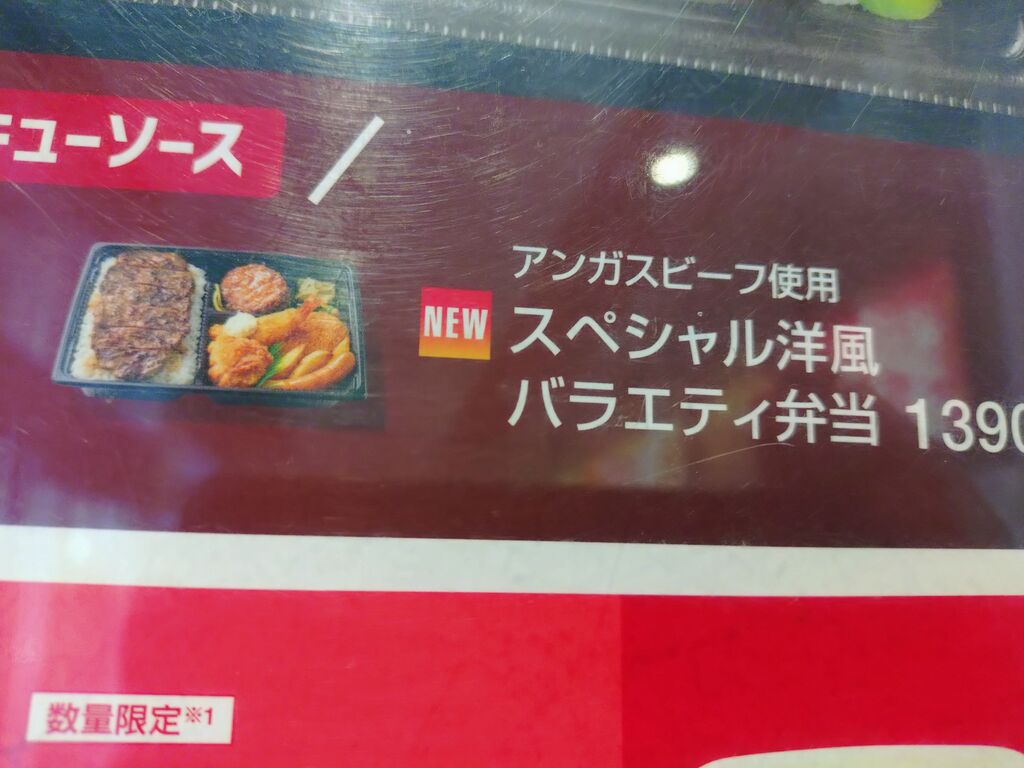 キューソース
NEW
アンガスビーフ使用
スペシャル洋風
バラエティ弁当 1390
数量限定※1